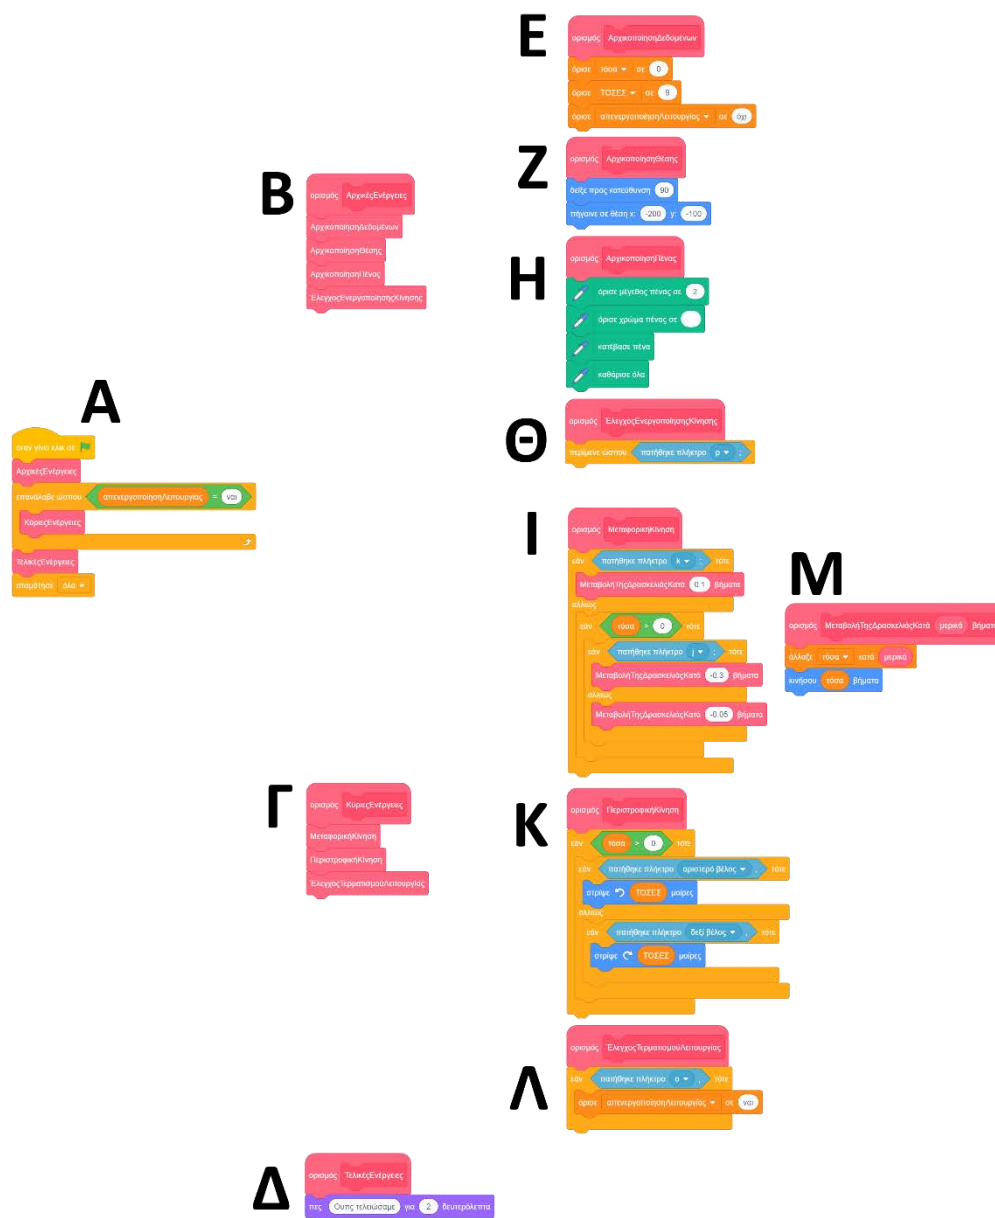 Ε
ορισμός ΑρχικοποίησηΔεδομένων
όρισε τόσα σε 0
όρισε ΤΟΣΕΣ σε 9
όρισε απενεργοποίησηΛειτουργίας σε όχι
Ζ
ορισμός ΑρχικοποίησηΘέσης
δείξε προς κατεύθυνση 90
πήγαινε σε θέση x: -200 y: -100
Β
ορισμός ΑρχικέςΕνέργειες
ΑρχικοποίησηΔεδομένων
ΑρχικοποίησηΘέσης
ΑρχικοποίησηΠένας
ΈλεγχοςΕνεργοποίησηςΚίνησης
Η
ορισμός ΑρχικοποίησηΠένας
όρισε μέγεθος πένας σε 2
όρισε χρώμα πένας σε
κατέβασε πένα
καθάρισε όλα
Α
όταν γίνει κλικ σε
ΑρχικέςΕνέργειες
επανάλαβε ώσπου απενεργοποίησηΛειτουργίας = ναι
ΚύριεςΕνέργειες
ΤελικέςΕνέργειες
σταμάτησε όλα
Θ
ορισμός ΈλεγχοςΕνεργοποίησηςΚίνησης
περίμενε ώσπου πατήθηκε πλήκτρο p ;
Ι
ορισμός ΜεταφορικήΚίνηση
εάν πατήθηκε πλήκτρο k ; τότε
ΜεταβολήΤηςΔρασκελιάςΚατά 0.1 βήματα
αλλιώς
εάν τόσα > 0 τότε
εάν πατήθηκε πλήκτρο j ; τότε
ΜεταβολήΤηςΔρασκελιάςΚατά -0.3 βήματα
αλλιώς
ΜεταβολήΤηςΔρασκελιάςΚατά -0.05 βήματα
Μ
ορισμός ΜεταβολήΤηςΔρασκελιάςΚατά μερικά βήματα
άλλαξε τόσα κατά μερικά
κινήσου τόσα βήματα
Γ
ορισμός ΚύριεςΕνέργειες
ΜεταφορικήΚίνηση
ΠεριστροφικήΚίνηση
ΈλεγχοςΤερματισμούΛειτουργίας
Κ
ορισμός ΠεριστροφικήΚίνηση
εάν τόσα > 0 τότε
εάν πατήθηκε πλήκτρο αριστερό βέλος ; τότε
στρίψε ΤΟΣΕΣ μοίρες
αλλιώς
εάν πατήθηκε πλήκτρο δεξί βέλος ; τότε
στρίψε ΤΟΣΕΣ μοίρες
Λ
ορισμός ΈλεγχοςΤερματισμούΛειτουργίας
εάν πατήθηκε πλήκτρο o ; τότε
όρισε απενεργοποίησηΛειτουργίας σε ναι
Δ
ορισμός ΤελικέςΕνέργειες
πες Ουπς τελειώσαμε για 2 δευτερόλεπτα